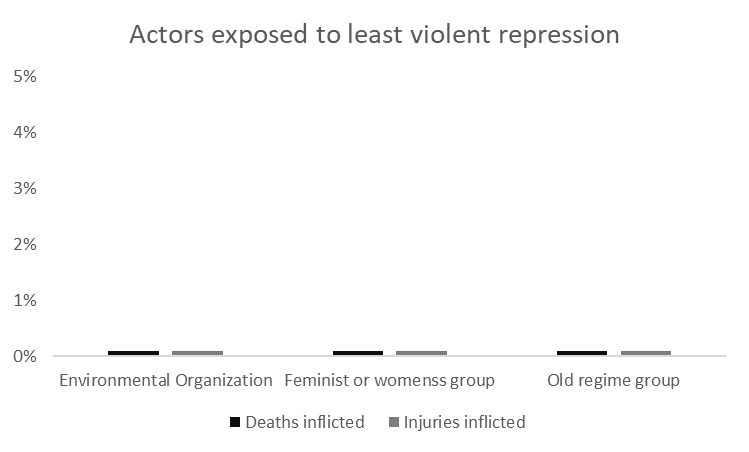 Actors exposed to least violent repression
5%
4%
3%
2%
1%
0%
Environmental Organization Feminist or womenss group Old regime group
Deaths inflicted Injuries inflicted